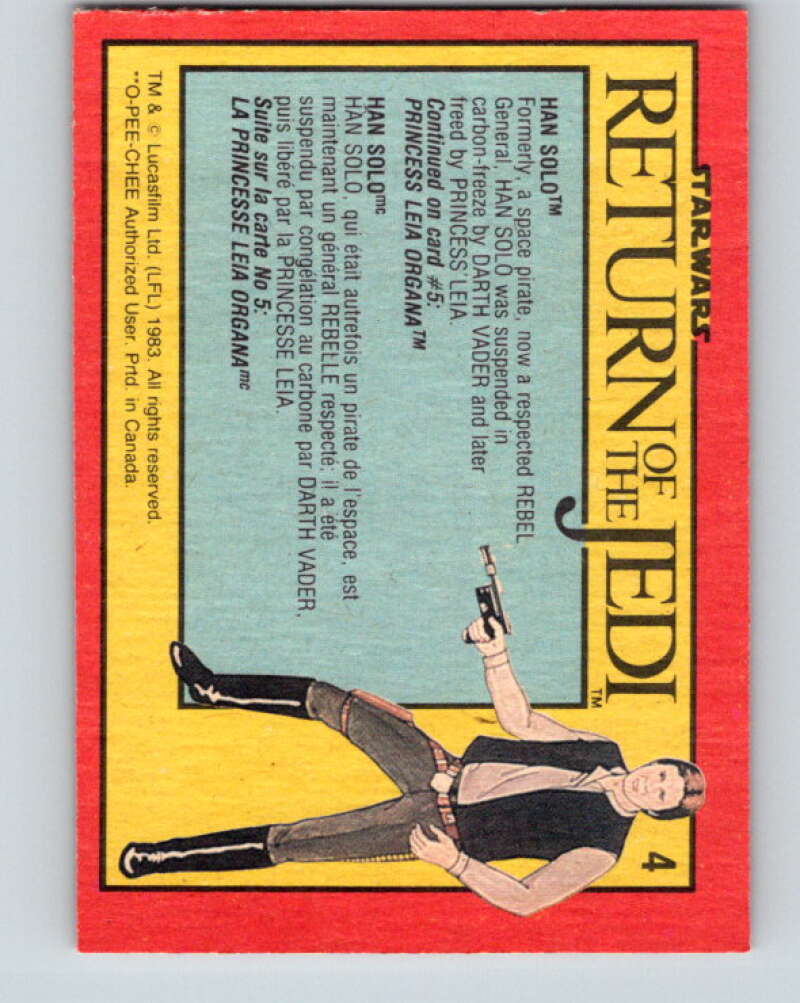 STAR WARS
RETURN OF THE JEDI™
4
HAN SOLO™
Formerly, a space pirate, now a respected REBEL
General, HAN SOLO was suspended in
carbon-freeze by DARTH VADER and later
freed by PRINCESS LEIA.
Continued on card #5:
PRINCESS LEIA ORGANA™
HAN SOLOmc
HAN SOLO, qui était autrefois un pirate de l'espace, est
maintenant un général REBELLE respecté; il a été
suspendu par congélation au carbone par DARTH VADER,
puis libéré par la PRINCESSE LEIA.
Suite sur la carte No 5:
LA PRINCESSE LEIA ORGANAmc
TM & © Lucasfilm Ltd. (LFL) 1983. All rights reserved.
**O-PEE-CHEE Authorized User. Prtd. in Canada.